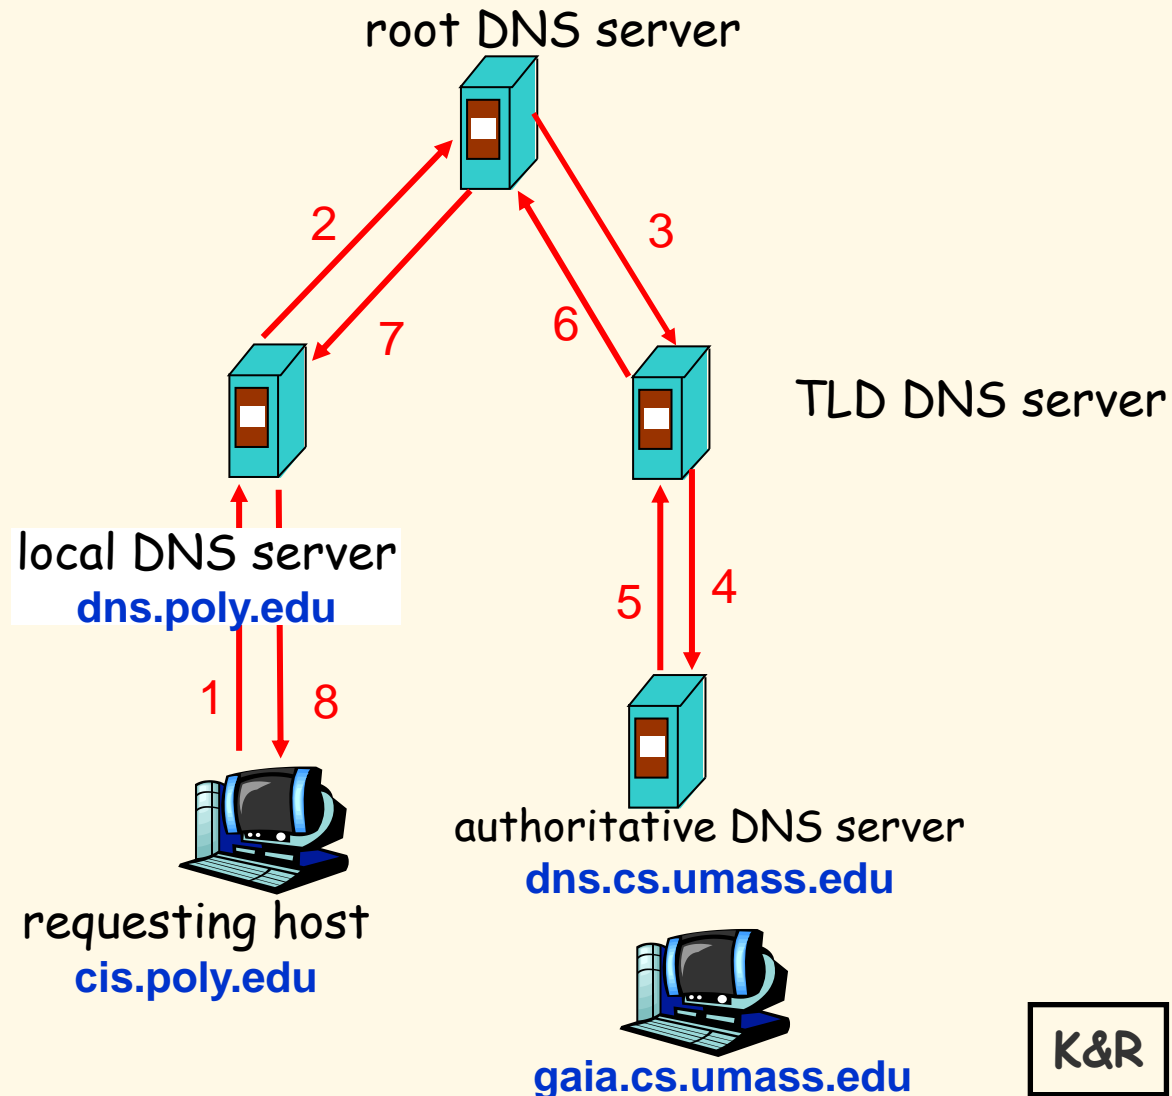 root DNS server
2
3
7
6
TLD DNS server
local DNS server
dns.poly.edu
5
4
1
8
authoritative DNS server
dns.cs.umass.edu
requesting host
cis.poly.edu
K&R
gaia.cs.umass.edu